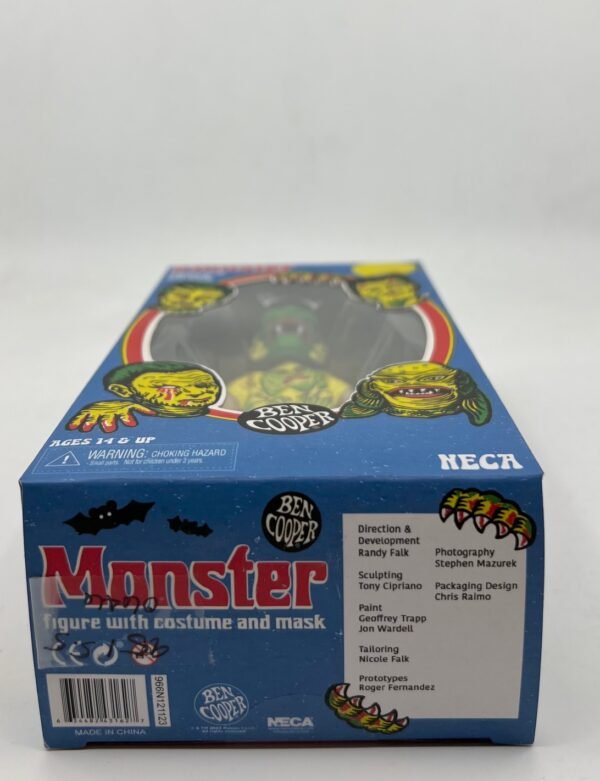 BEN
COOPER
AGES 14 & UP
WARNING: CHOKING HAZARD
Small parts. Not for children under 3 years.
NECA
BEN
COOPER
Monster
figure with costume and mask
Direction &
Development
Randy Falk
Photography
Stephen Mazurek
Sculpting
Tony Cipriano
Packaging Design
Chris Raimo
Paint
Geoffrey Trapp
Jon Wardell
Tailoring
Nicole Falk
Prototypes
Roger Fernandez
CE
966N121123
MADE IN CHINA
BEN
COOPER
NECA